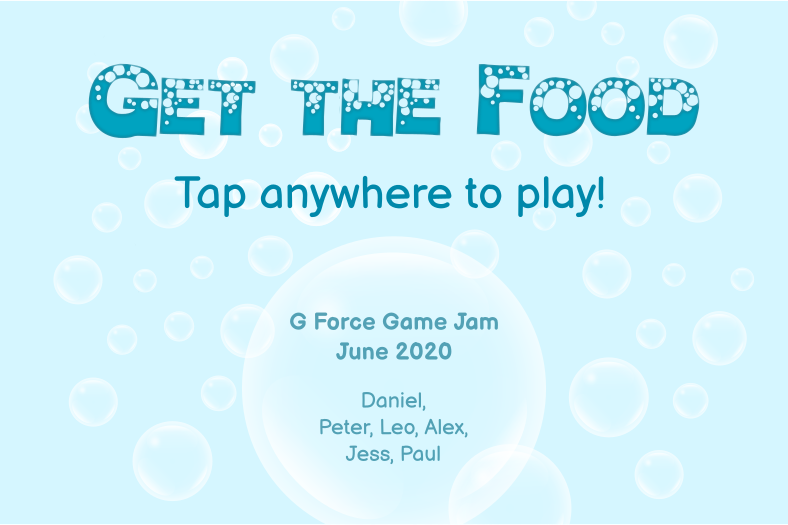 Get the Food
Tap anywhere to play!
G Force Game Jam
June 2020
Daniel,
Peter, Leo, Alex,
Jess, Paul